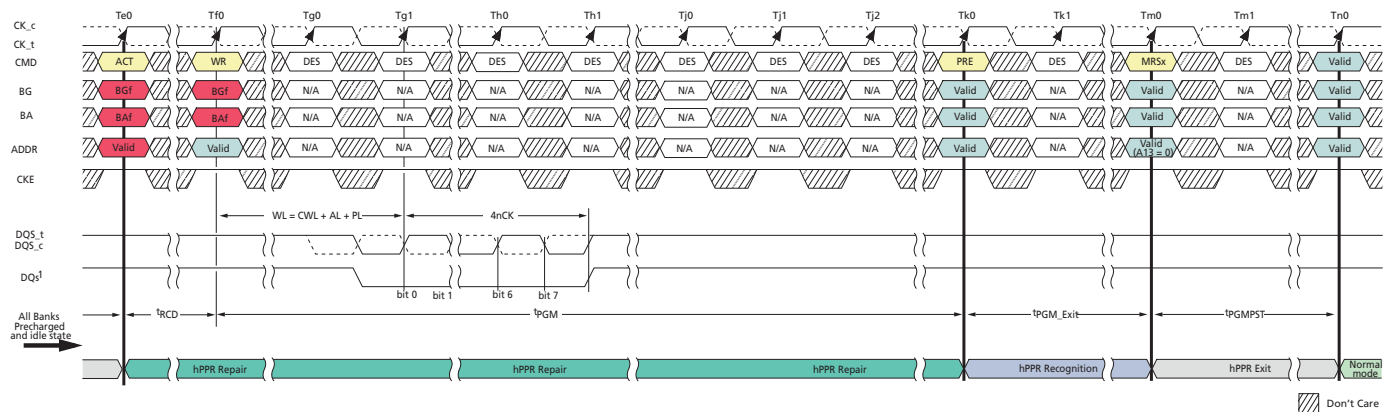 Te0 Tf0 Tg0 Tg1 Th0 Th1 Tj0 Tj1 Tj2 Tk0 Tk1 Tm0 Tm1 Tn0
CK_c
CK_t
CMD ACT WR DES DES DES DES DES DES DES PRE DES MRSx DES Valid
BG BGf BGf N/A N/A N/A N/A N/A N/A N/A Valid N/A Valid N/A Valid
BA BAf BAf N/A N/A N/A N/A N/A N/A N/A Valid N/A Valid N/A Valid
ADDR Valid Valid N/A N/A N/A N/A N/A N/A N/A Valid N/A Valid (A13 = 0) N/A Valid
CKE
WL = CWL + AL + PL 4nCK
DQS_t
DQS_c
DQs1
bit 0 bit 1 bit 6 bit 7
All Banks
Precharged
and idle state
tRCD tPGM tPGM_Exit tPGMPST
hPPR Repair hPPR Repair hPPR Repair hPPR Recognition hPPR Exit Normal
mode
Don't Care